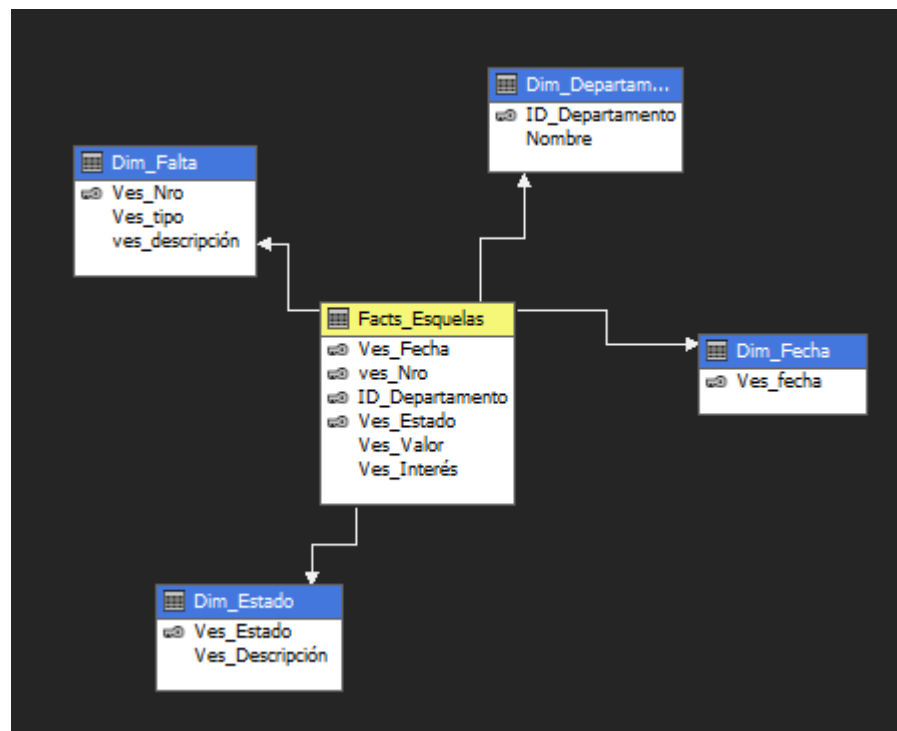 Dim_Departam...
ID_Departamento
Nombre
Dim_Falta
Ves_Nro
Ves_tipo
ves_descripción
Facts_Esquelas
Ves_Fecha
ves_Nro
ID_Departamento
Ves_Estado
Ves_Valor
Ves_Interés
Dim_Fecha
Ves_fecha
Dim_Estado
Ves_Estado
Ves_Descripción